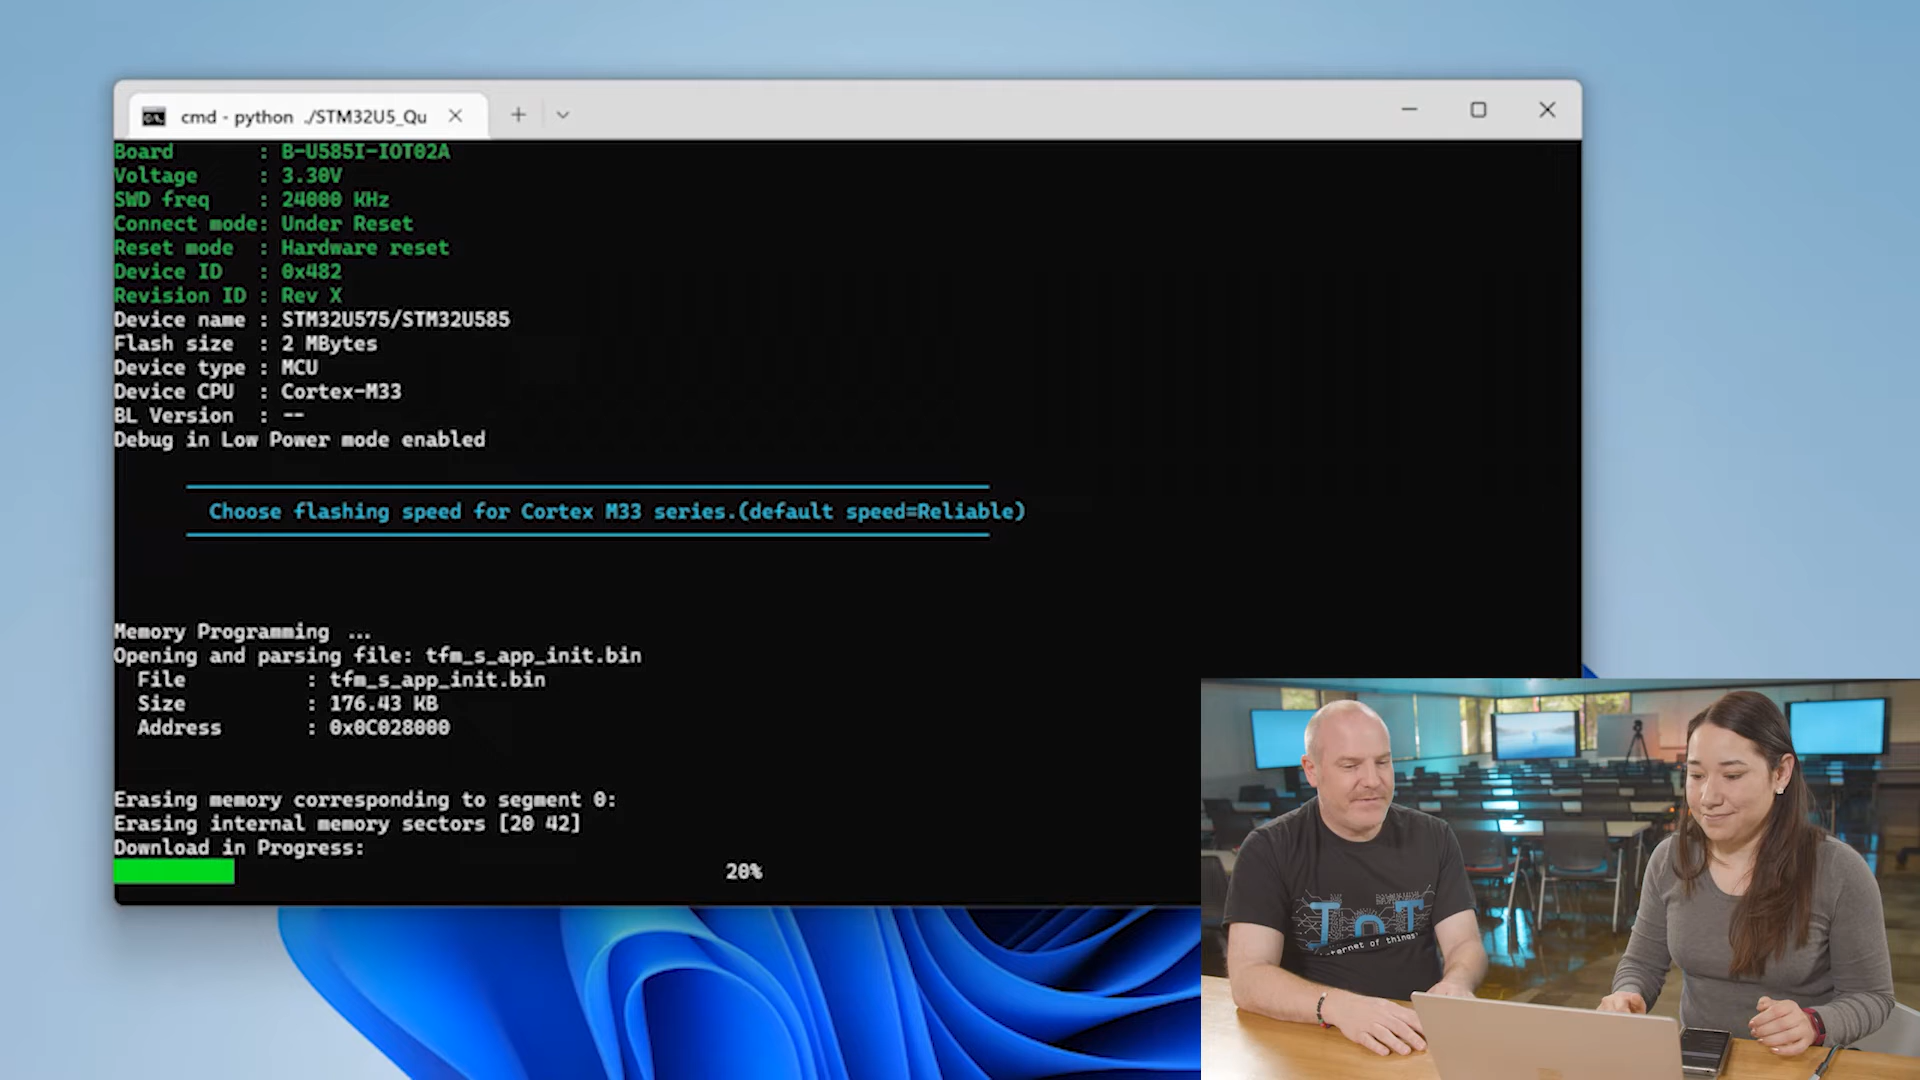 cmd - python ./STM32U5_Qu
Board : B-U585I-IOT02A
Voltage : 3.30V
SWD freq : 24000 KHz
Connect mode: Under Reset
Reset mode : Hardware reset
Device ID : 0x482
Revision ID : Rev X
Device name : STM32U575/STM32U585
Flash size : 2 MBytes
Device type : MCU
Device CPU : Cortex-M33
BL Version : --
Debug in Low Power mode enabled
Choose flashing speed for Cortex M33 series.(default speed=Reliable)
Memory Programming ...
Opening and parsing file: tfm_s_app_init.bin
File : tfm_s_app_init.bin
Size : 176.43 KB
Address : 0x0C028000
Erasing memory corresponding to segment 0:
Erasing internal memory sectors [20 42]
Download in Progress:
20%
IoT
internet of things